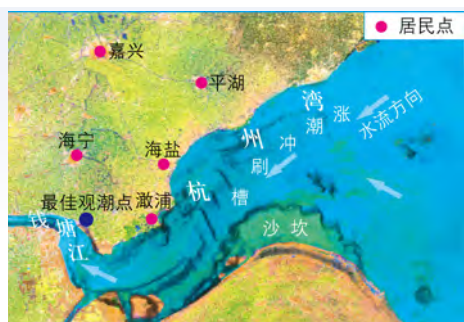 居民点
嘉兴
平湖
海宁
海盐
最佳观潮点
澉浦
杭州湾
涨潮冲刷槽
水流方向
沙坎
钱塘江